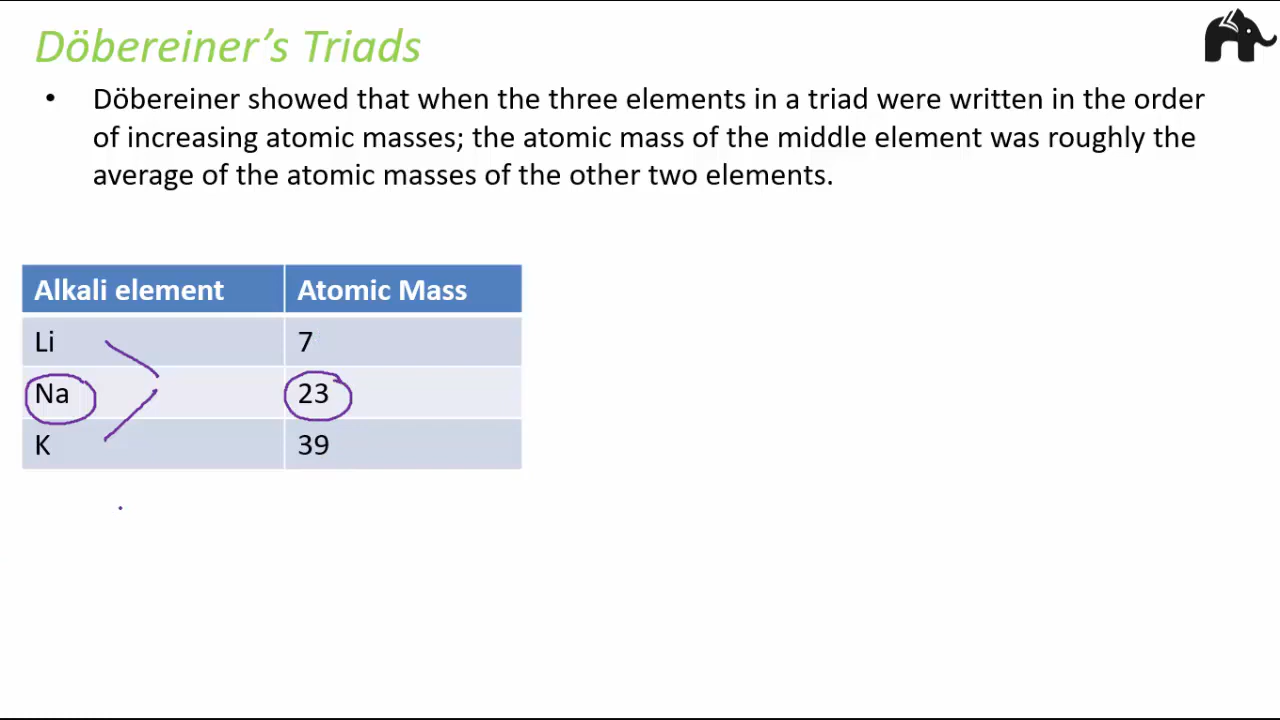 Döbereiner’s Triads
• Döbereiner showed that when the three elements in a triad were written in the order
of increasing atomic masses; the atomic mass of the middle element was roughly the
average of the atomic masses of the other two elements.
Alkali element Atomic Mass
Li 7
Na 23
K 39